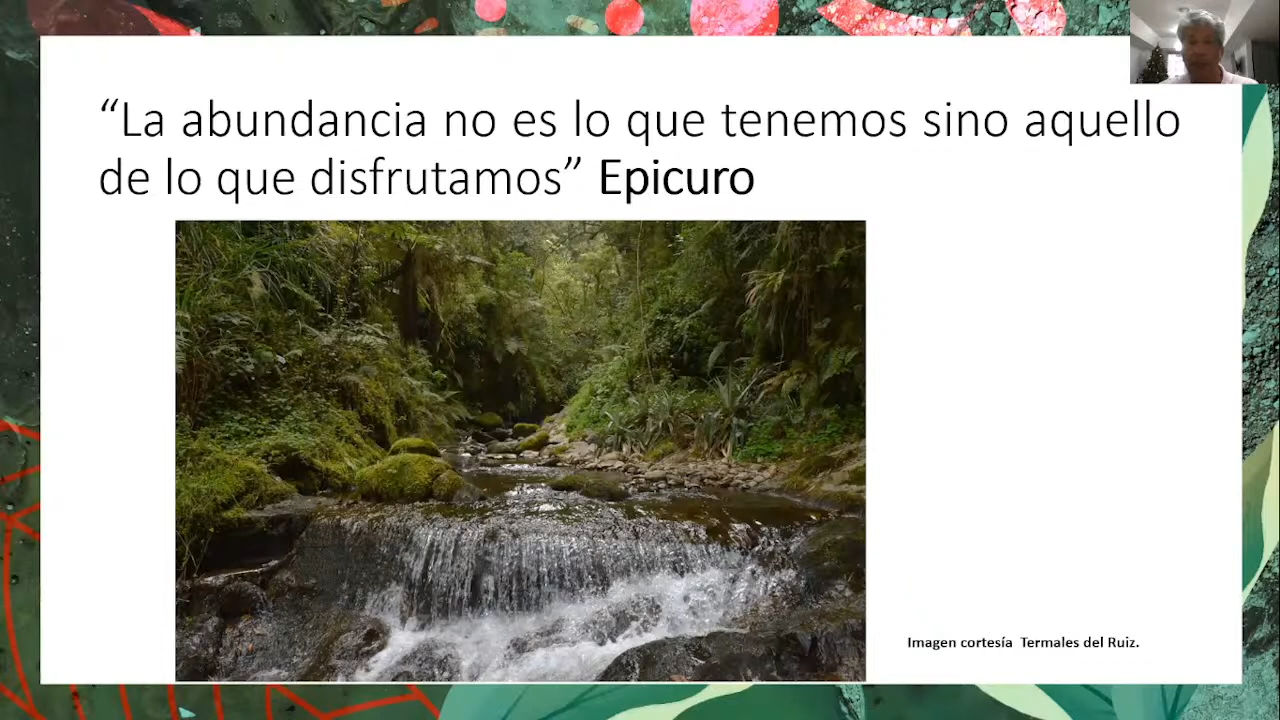 “La abundancia no es lo que tenemos sino aquello
de lo que disfrutamos” Epicuro
Imagen cortesía Termales del Ruiz.